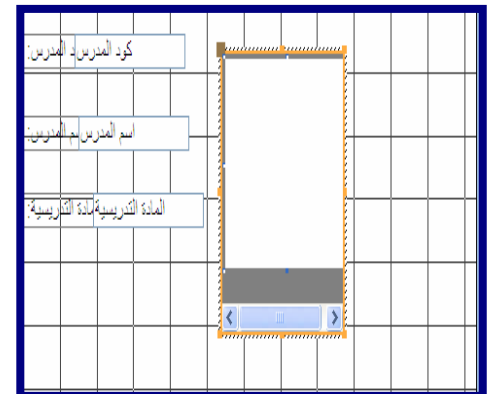 كود المدرس د المدرس:
اسم المدرس م المدرس:
المادة التدريسية مادة التدريسية: